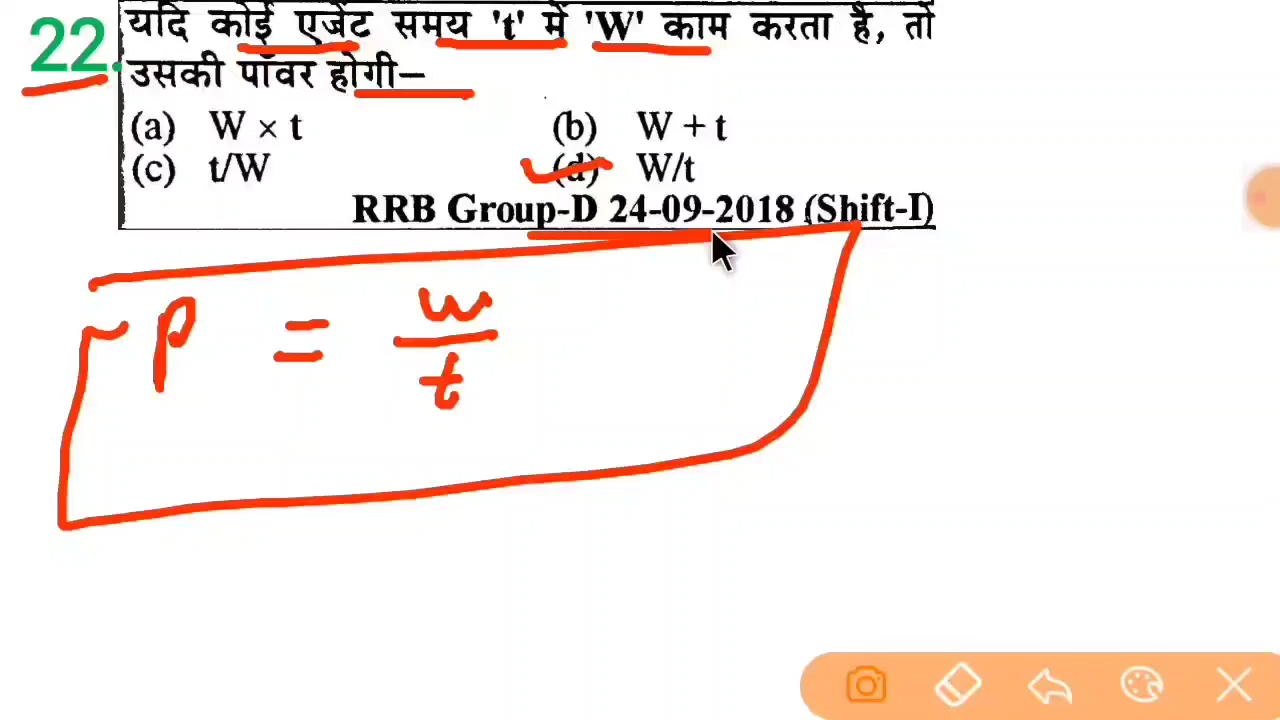 22.
यदि कोई एजेंट समय 't' में 'W' काम करता है, तो
उसकी पॉवर होगी–
(a) W × t (b) W + t
(c) t/W (d) W/t
RRB Group-D 24-09-2018 (Shift-I)
P = w/t